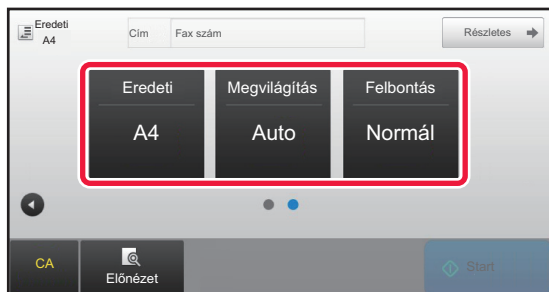 Eredeti
A4
Cím
Fax szám
Részletes
Eredeti
A4
Megvilágítás
Auto
Felbontás
Normál
CA
Előnézet
Start